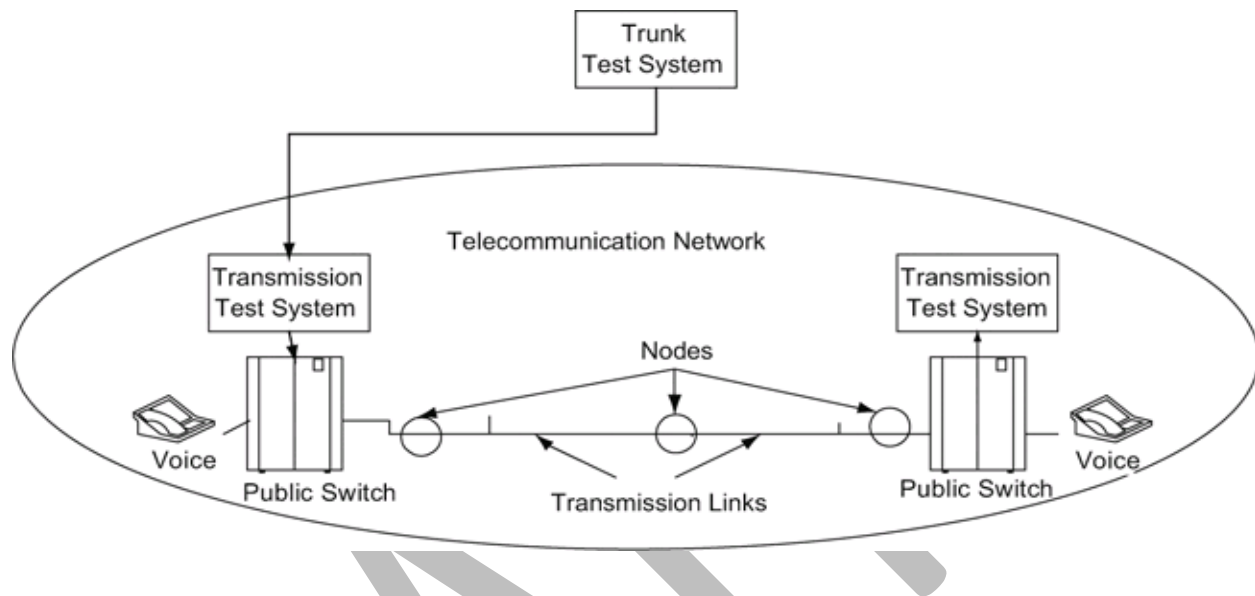 Trunk
Test System
Telecommunication Network
Transmission
Test System
Transmission
Test System
Nodes
Voice
Public Switch
Transmission Links
Public Switch
Voice